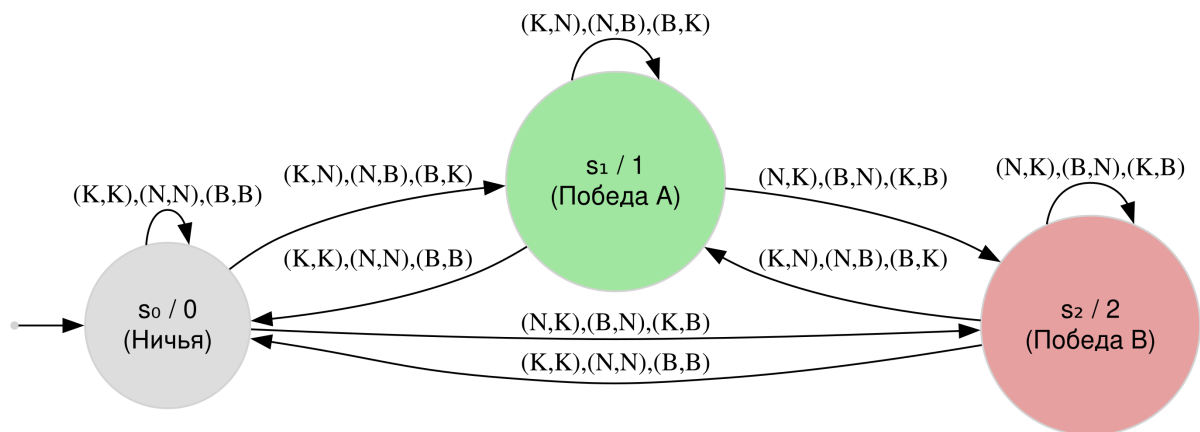 (K,N),(N,B),(B,K)
s₁ / 1
(Победа A)
(K,N),(N,B),(B,K)
(N,K),(B,N),(K,B)
(N,K),(B,N),(K,B)
(K,K),(N,N),(B,B)
(K,K),(N,N),(B,B)
(K,N),(N,B),(B,K)
s₀ / 0
(Ничья)
(N,K),(B,N),(K,B)
s₂ / 2
(Победа B)
(K,K),(N,N),(B,B)